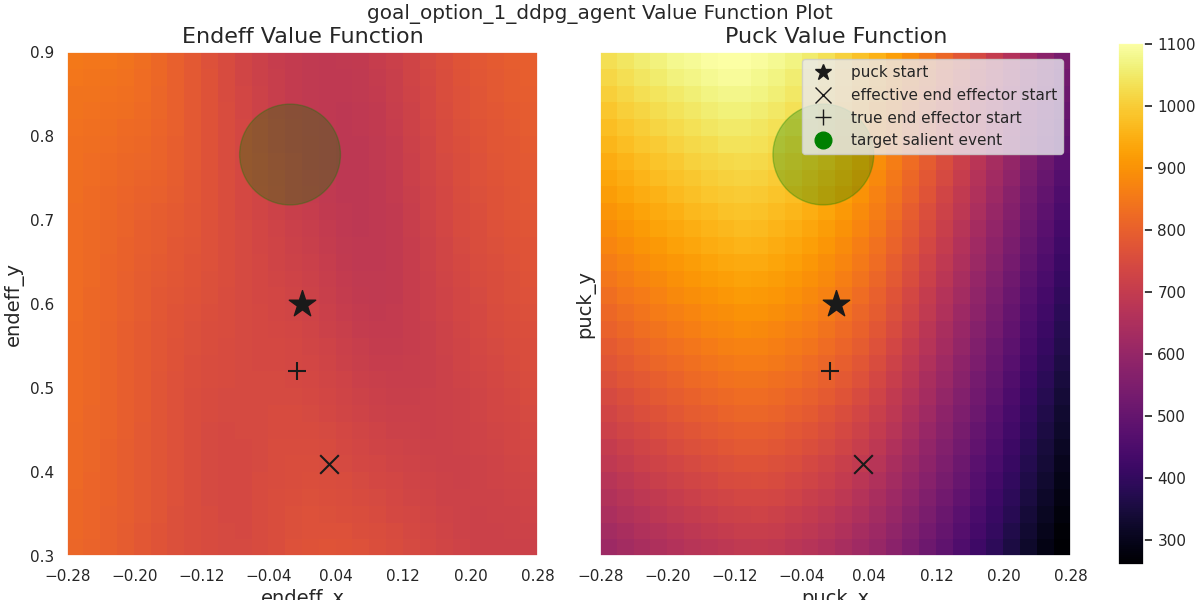 goal_option_1_ddpg_agent Value Function Plot
Endeff Value Function
Puck Value Function
puck start
effective end effector start
true end effector start
target salient event
endeff_y
0.9
0.8
0.7
0.6
0.5
0.4
0.3
−0.28 −0.20 −0.12 −0.04 0.04 0.12 0.20 0.28
endeff_x
puck_y
−0.28 −0.20 −0.12 −0.04 0.04 0.12 0.20 0.28
puck_x
1100
1000
900
800
700
600
500
400
300